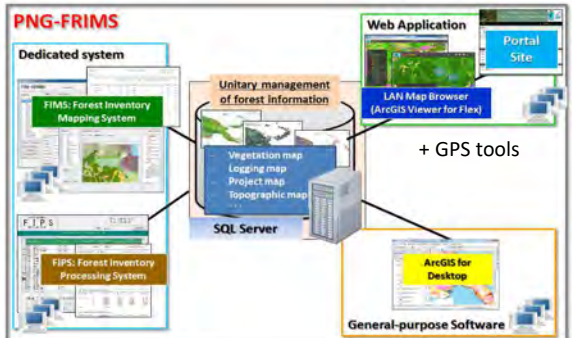 PNG-FRIMS
Dedicated system
FIMS: Forest Inventory
Mapping System
F I P S
FIPS: Forest Inventory
Processing System
Unitary management
of forest information
- Vegetation map
- Logging map
- Project map
- Topographic map
SQL Server
Web Application
Portal
Site
LAN Map Browser
(ArcGIS Viewer for Flex)
+ GPS tools
ArcGIS for
Desktop
General-purpose Software